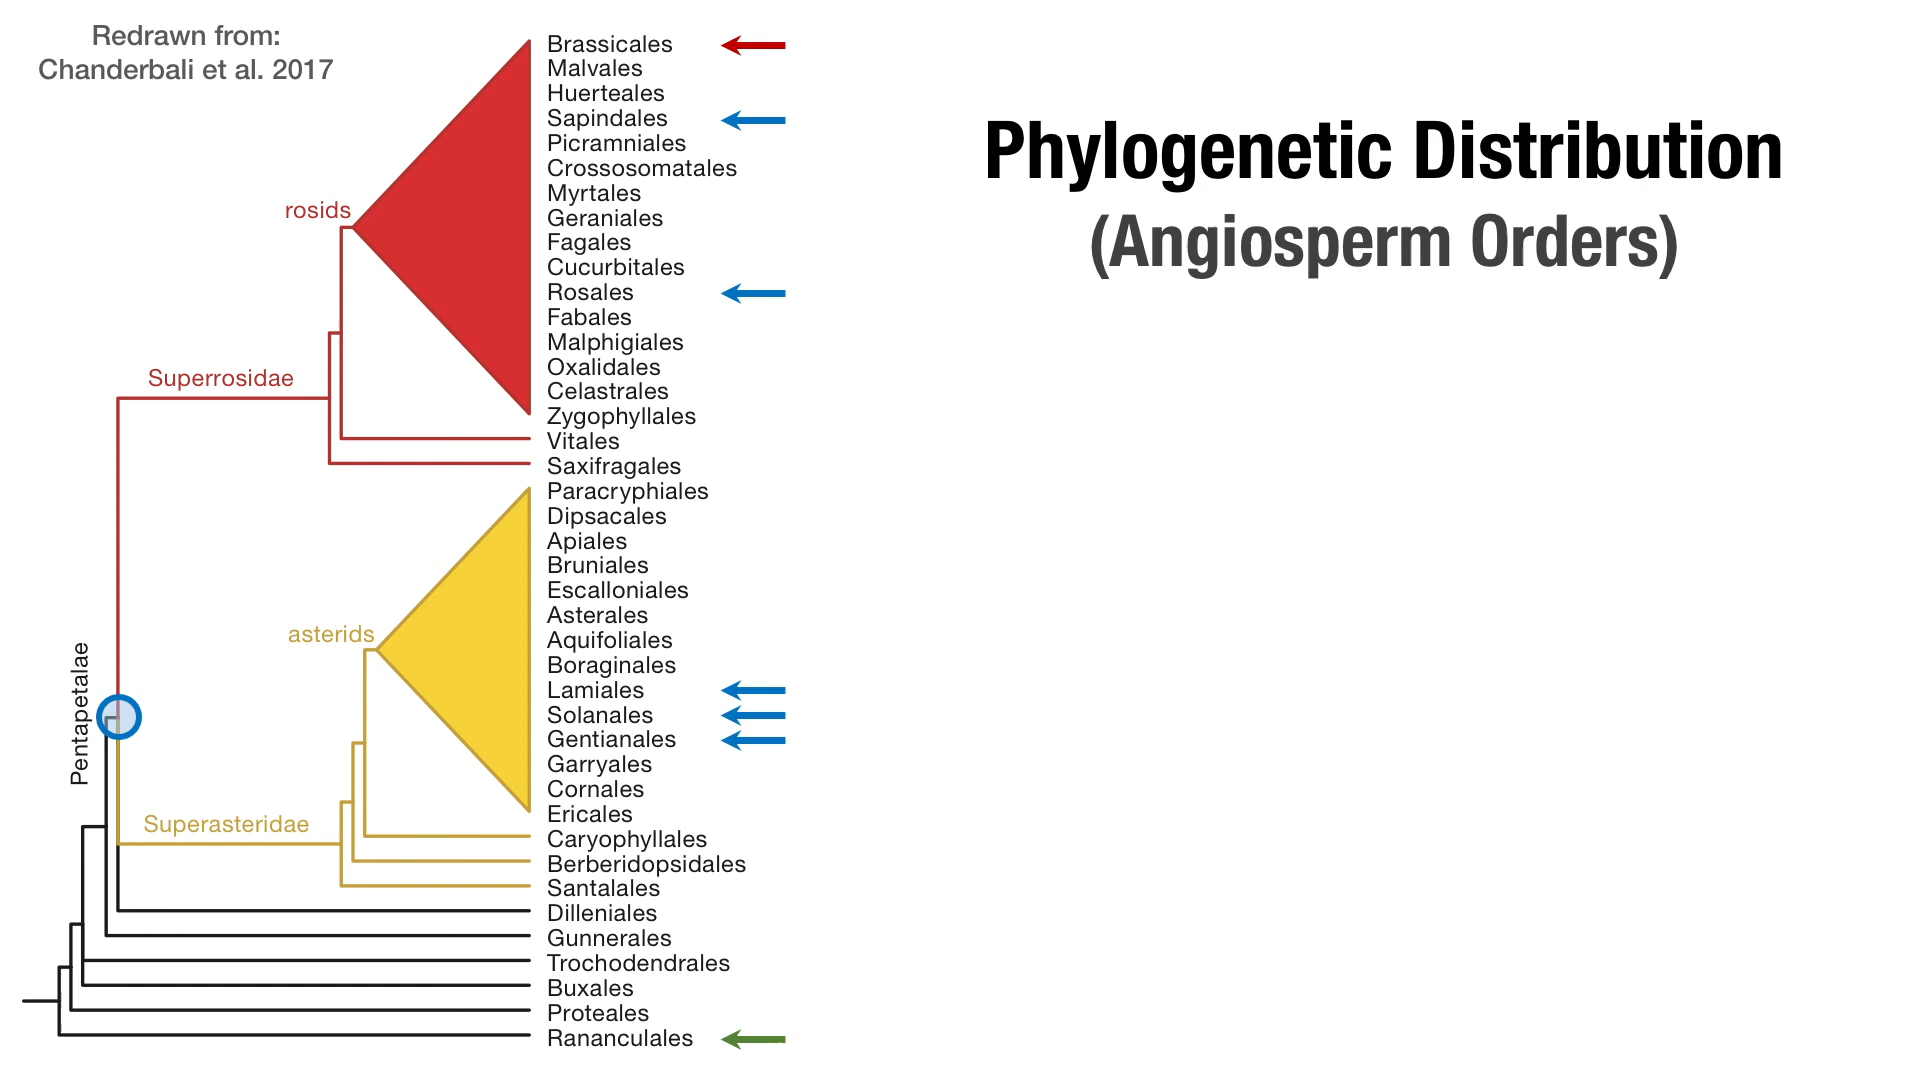 Redrawn from:
Chanderbali et al. 2017
Phylogenetic Distribution
(Angiosperm Orders)
rosids
Superrosidae
asterids
Pentapetalae
Superasteridae
Brassicales
Malvales
Huerteales
Sapindales
Picramniales
Crossosomatales
Myrtales
Geraniales
Fagales
Cucurbitales
Rosales
Fabales
Malphigiales
Oxalidales
Celastrales
Zygophyllales
Vitales
Saxifragales
Paracryphiales
Dipsacales
Apiales
Bruniales
Escalloniales
Asterales
Aquifoliales
Boraginales
Lamiales
Solanales
Gentianales
Garryales
Cornales
Ericales
Caryophyllales
Berberidopsidales
Santalales
Dilleniales
Gunnerales
Trochodendrales
Buxales
Proteales
Rananculales